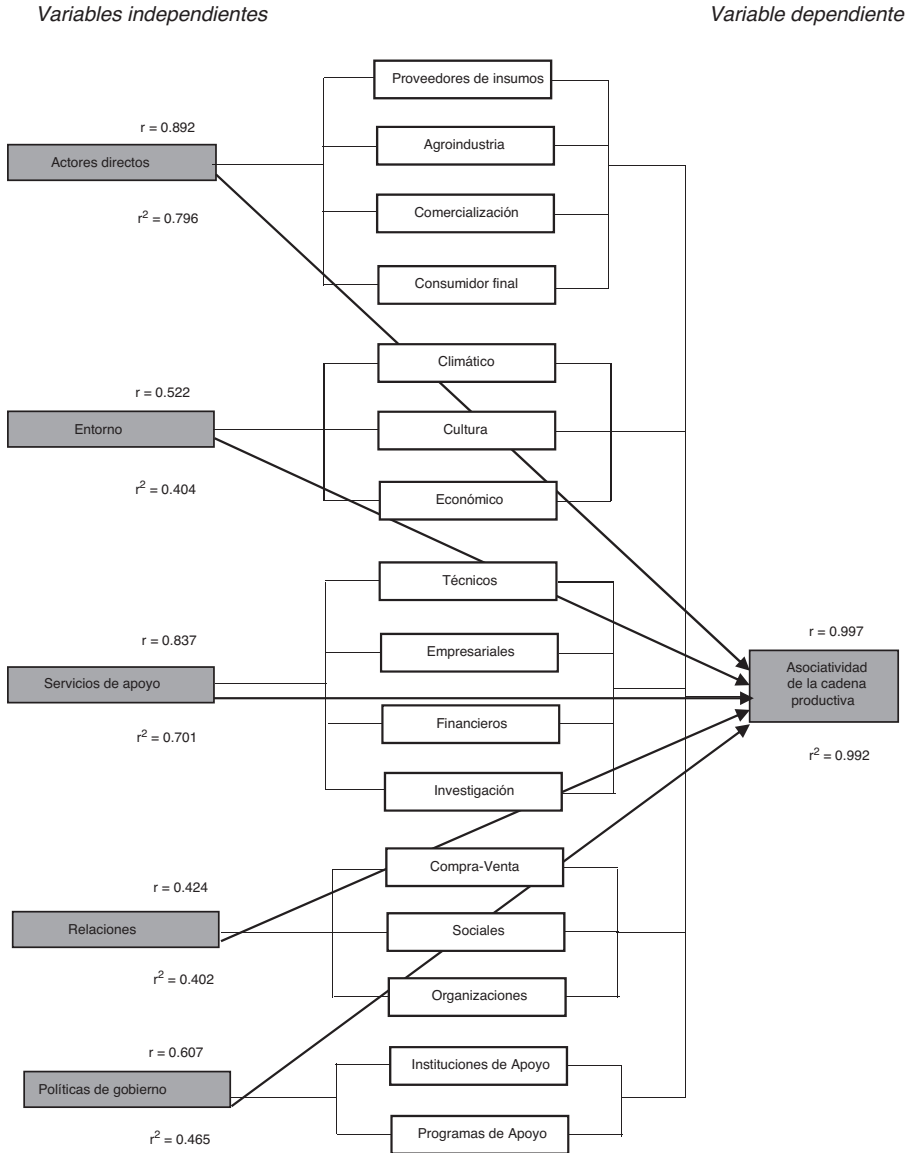 Variables independientes
Variable dependiente
Proveedores de insumos
r = 0.892
Actores directos
Agroindustria
r² = 0.796
Comercialización
Consumidor final
Climático
r = 0.522
Entorno
Cultura
r² = 0.404
Económico
Técnicos
r = 0.837
Empresariales
Servicios de apoyo
r² = 0.701
Financieros
Investigación
r = 0.997
Asociatividad
de la cadena
productiva
r² = 0.992
Compra-Venta
r = 0.424
Relaciones
Sociales
r² = 0.402
Organizaciones
r = 0.607
Instituciones de Apoyo
Políticas de gobierno
r² = 0.465
Programas de Apoyo